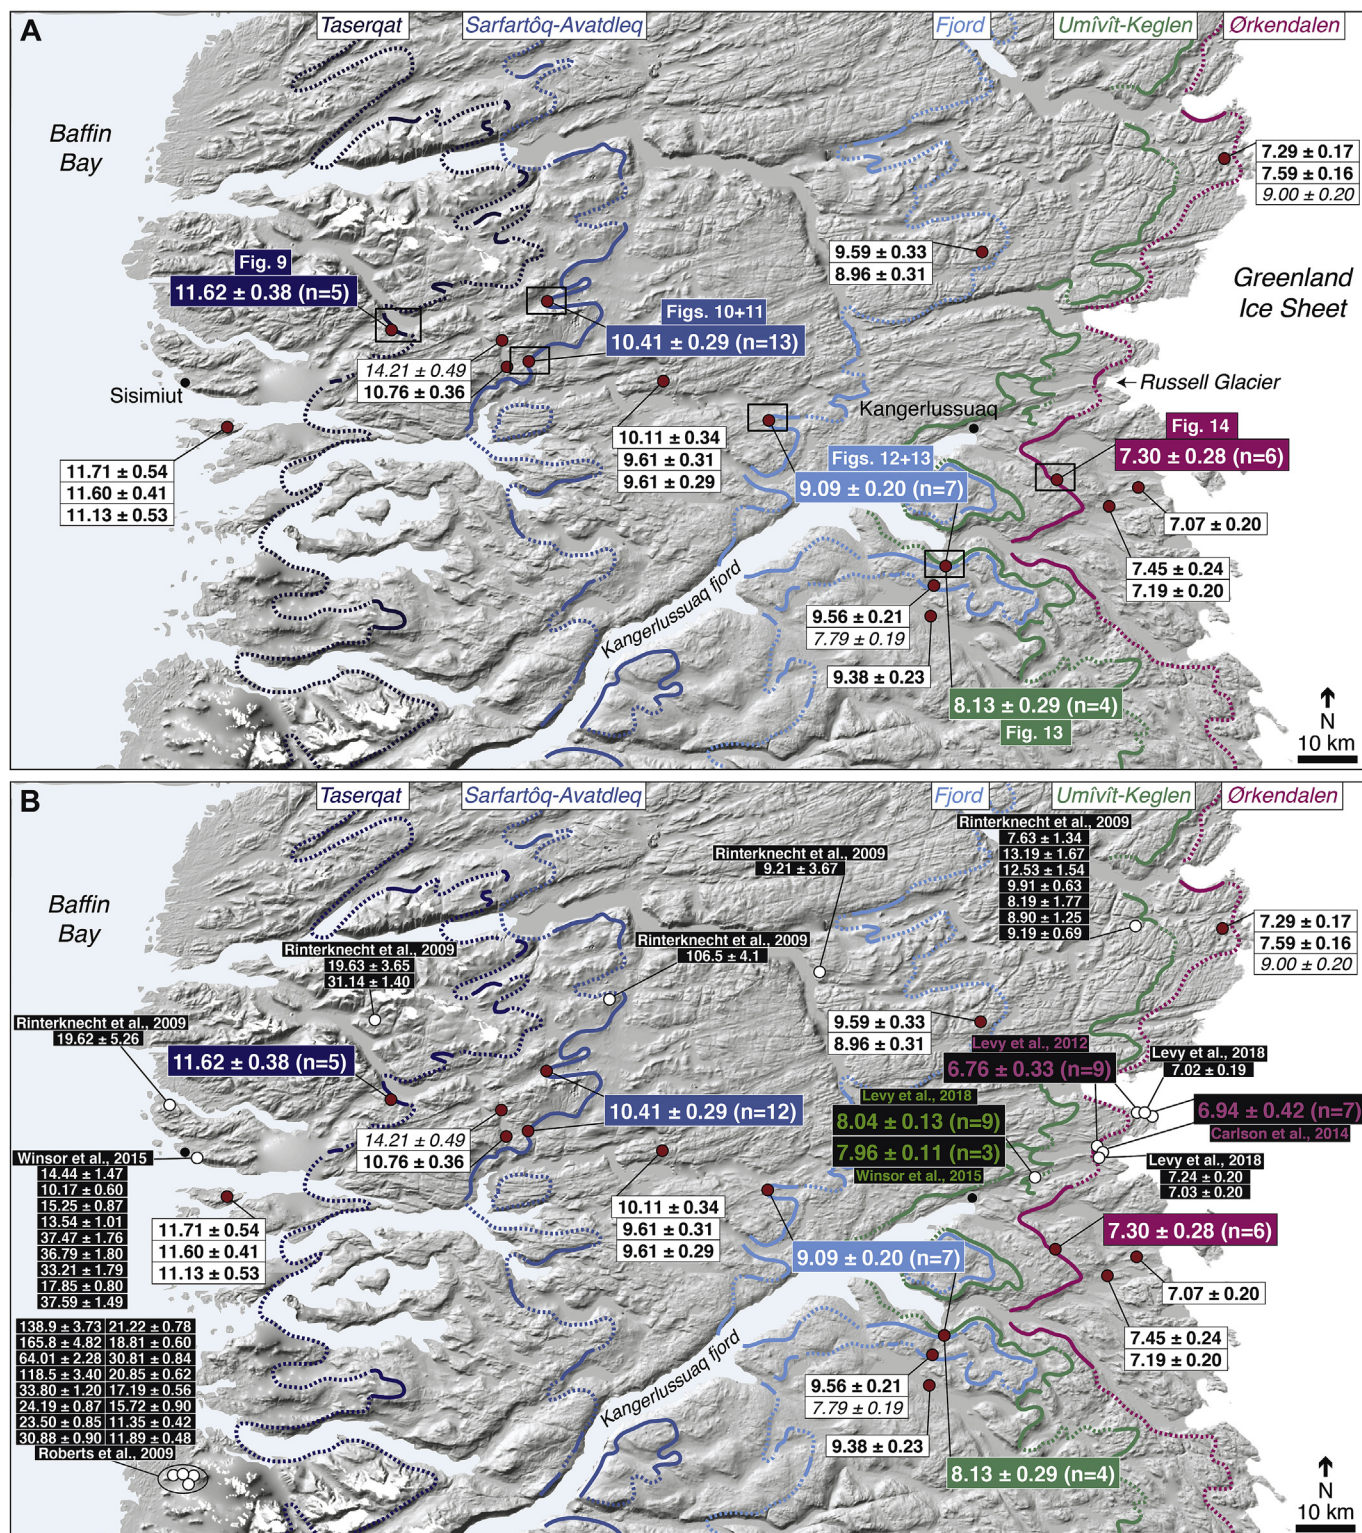 A
Taserqat
Sarfartôq-Avatdleq
Fjord
Umîvît-Keglen
Ørkendalen
Baffin
Bay
7.29 ± 0.17
7.59 ± 0.16
9.00 ± 0.20
9.59 ± 0.33
8.96 ± 0.31
Greenland
Ice Sheet
Fig. 9
11.62 ± 0.38 (n=5)
Figs. 10+11
10.41 ± 0.29 (n=13)
14.21 ± 0.49
10.76 ± 0.36
Sisimiut
Russell Glacier
Kangerlussuaq
10.11 ± 0.34
9.61 ± 0.31
9.61 ± 0.29
Fig. 14
7.30 ± 0.28 (n=6)
Figs. 12+13
9.09 ± 0.20 (n=7)
11.71 ± 0.54
11.60 ± 0.41
11.13 ± 0.53
7.07 ± 0.20
7.45 ± 0.24
7.19 ± 0.20
Kangerlussuaq fjord
9.56 ± 0.21
7.79 ± 0.19
9.38 ± 0.23
8.13 ± 0.29 (n=4)
Fig. 13
N
10 km
B
Taserqat
Sarfartôq-Avatdleq
Fjord
Umîvît-Keglen
Ørkendalen
Rinterknecht et al., 2009
7.63 ± 1.34
13.19 ± 1.67
12.53 ± 1.54
9.91 ± 0.63
8.19 ± 1.77
8.90 ± 1.25
9.19 ± 0.69
Rinterknecht et al., 2009
9.21 ± 3.67
Baffin
Bay
7.29 ± 0.17
7.59 ± 0.16
9.00 ± 0.20
Rinterknecht et al., 2009
106.5 ± 4.1
Rinterknecht et al., 2009
19.63 ± 3.65
31.14 ± 1.40
Rinterknecht et al., 2009
19.62 ± 5.26
9.59 ± 0.33
8.96 ± 0.31
Levy et al., 2012
6.76 ± 0.33 (n=9)
Levy et al., 2018
7.02 ± 0.19
11.62 ± 0.38 (n=5)
10.41 ± 0.29 (n=12)
Levy et al., 2018
8.04 ± 0.13 (n=9)
7.96 ± 0.11 (n=3)
Winsor et al., 2015
6.94 ± 0.42 (n=7)
Carlson et al., 2014
14.21 ± 0.49
10.76 ± 0.36
Levy et al., 2018
7.24 ± 0.20
7.03 ± 0.20
Winsor et al., 2015
14.44 ± 1.47
10.17 ± 0.60
15.25 ± 0.87
13.54 ± 1.01
37.47 ± 1.76
36.79 ± 1.80
33.21 ± 1.79
17.85 ± 0.80
37.59 ± 1.49
11.71 ± 0.54
11.60 ± 0.41
11.13 ± 0.53
10.11 ± 0.34
9.61 ± 0.31
9.61 ± 0.29
9.09 ± 0.20 (n=7)
7.30 ± 0.28 (n=6)
7.07 ± 0.20
7.45 ± 0.24
7.19 ± 0.20
138.9 ± 3.73 21.22 ± 0.78
165.8 ± 4.82 18.81 ± 0.60
64.01 ± 2.28 30.81 ± 0.84
118.5 ± 3.40 20.85 ± 0.62
33.80 ± 1.20 17.19 ± 0.56
24.19 ± 0.87 15.72 ± 0.90
23.50 ± 0.85 11.35 ± 0.42
30.88 ± 0.90 11.89 ± 0.48
Roberts et al., 2009
Kangerlussuaq fjord
9.56 ± 0.21
7.79 ± 0.19
9.38 ± 0.23
8.13 ± 0.29 (n=4)
N
10 km